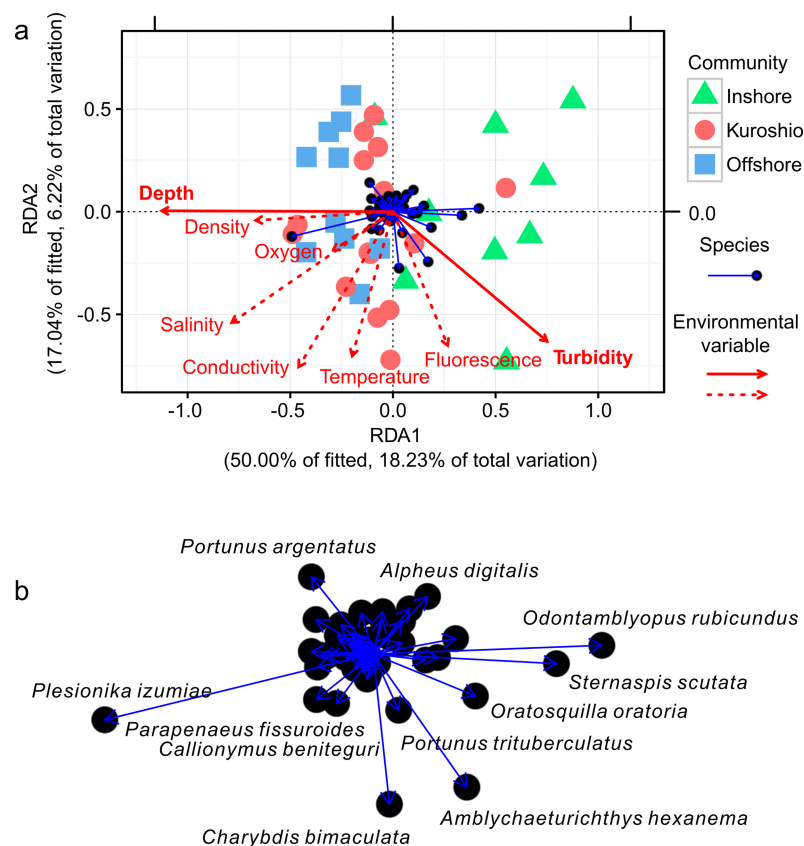 a
Community
Inshore
Kuroshio
Offshore
RDA2
(17.04% of fitted, 6.22% of total variation)
0.5
0.0
-0.5
Depth
Density
Oxygen
Salinity
Conductivity
Temperature
Fluorescence
Turbidity
0.0
Species
Environmental
variable
-1.0 -0.5 0.0 0.5 1.0
RDA1
(50.00% of fitted, 18.23% of total variation)
b
Portunus argentatus
Alpheus digitalis
Odontamblyopus rubicundus
Sternaspis scutata
Plesionika izumiae
Oratosquilla oratoria
Parapenaeus fissuroides
Callionymus beniteguri
Portunus trituberculatus
Amblychaeturichthys hexanema
Charybdis bimaculata